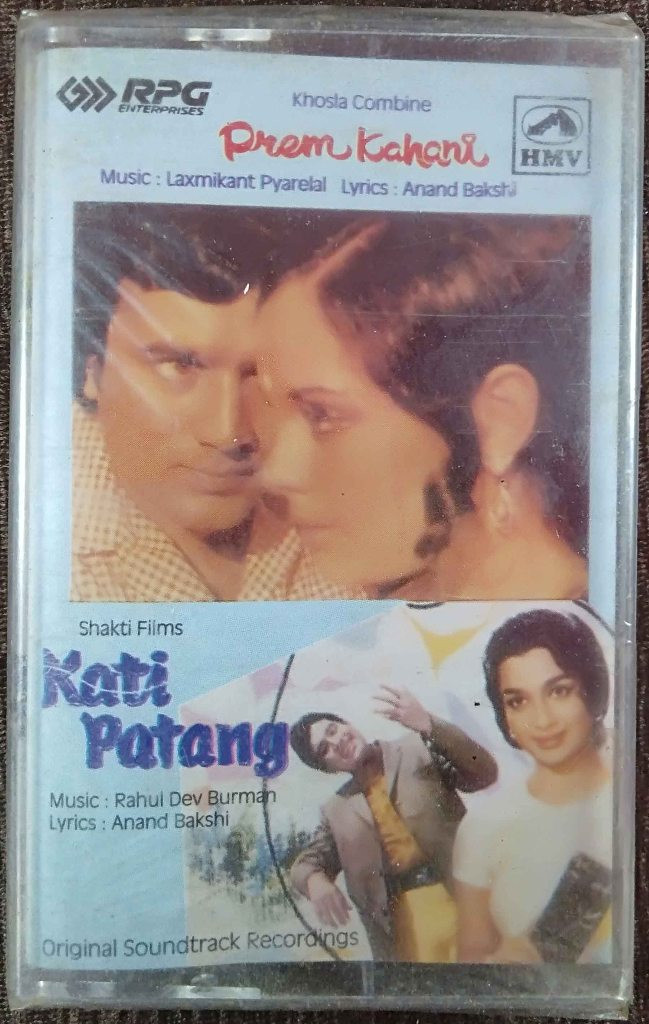 RPG
ENTERPRISES
Khosla Combine
Prem Kahani
HMV
Music : Laxmikant Pyarelal Lyrics : Anand Bakshi
Shakti Films
Kati
Patang
Music : Rahul Dev Burman
Lyrics : Anand Bakshi
Original Soundtrack Recordings